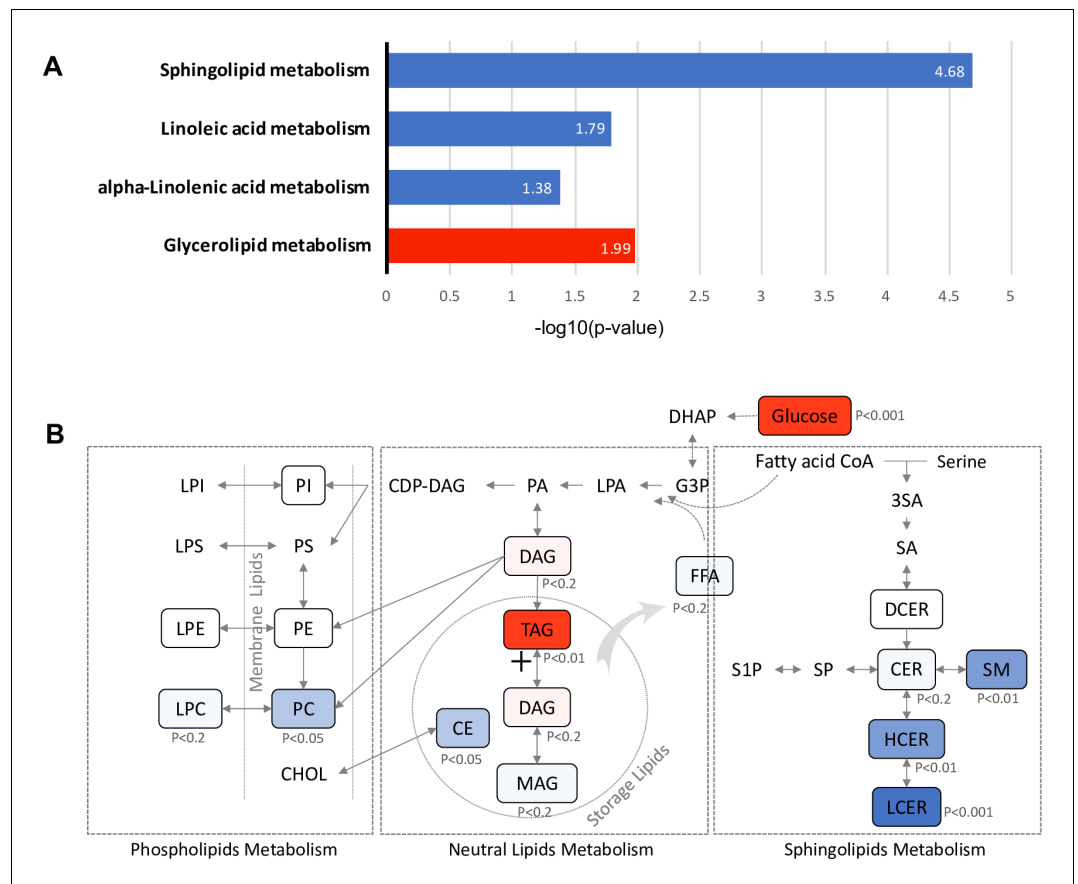 A
Sphingolipid metabolism
4.68
Linoleic acid metabolism
1.79
alpha-Linolenic acid metabolism
1.38
Glycerolipid metabolism
1.99
0 0.5 1 1.5 2 2.5 3 3.5 4 4.5 5
-log10(p-value)
B
DHAP
Glucose
P<0.001
Fatty acid CoA
Serine
LPI
PI
CDP-DAG
PA
LPA
G3P
3SA
LPS
PS
DAG
P<0.2
SA
FFA
P<0.2
Membrane Lipids
LPE
PE
TAG
+
P<0.01
DCER
S1P
SP
CER
P<0.2
SM
P<0.01
LPC
P<0.2
PC
P<0.05
CE
P<0.05
DAG
P<0.2
HCER
P<0.01
CHOL
MAG
P<0.2
Storage Lipids
LCER
P<0.001
Phospholipids Metabolism
Neutral Lipids Metabolism
Sphingolipids Metabolism